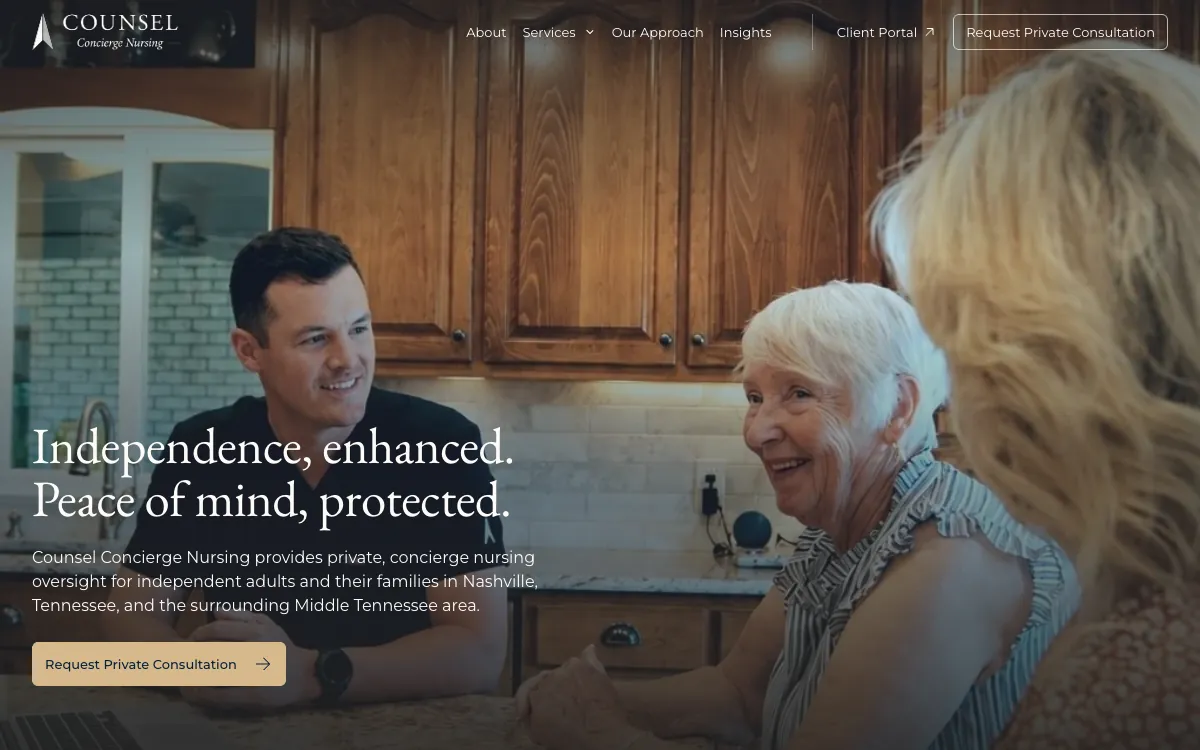 COUNSEL
Concierge Nursing
About
Services
Our Approach
Insights
Client Portal
Request Private Consultation
Independence, enhanced.
Peace of mind, protected.
Counsel Concierge Nursing provides private, concierge nursing
oversight for independent adults and their families in Nashville,
Tennessee, and the surrounding Middle Tennessee area.
Request Private Consultation